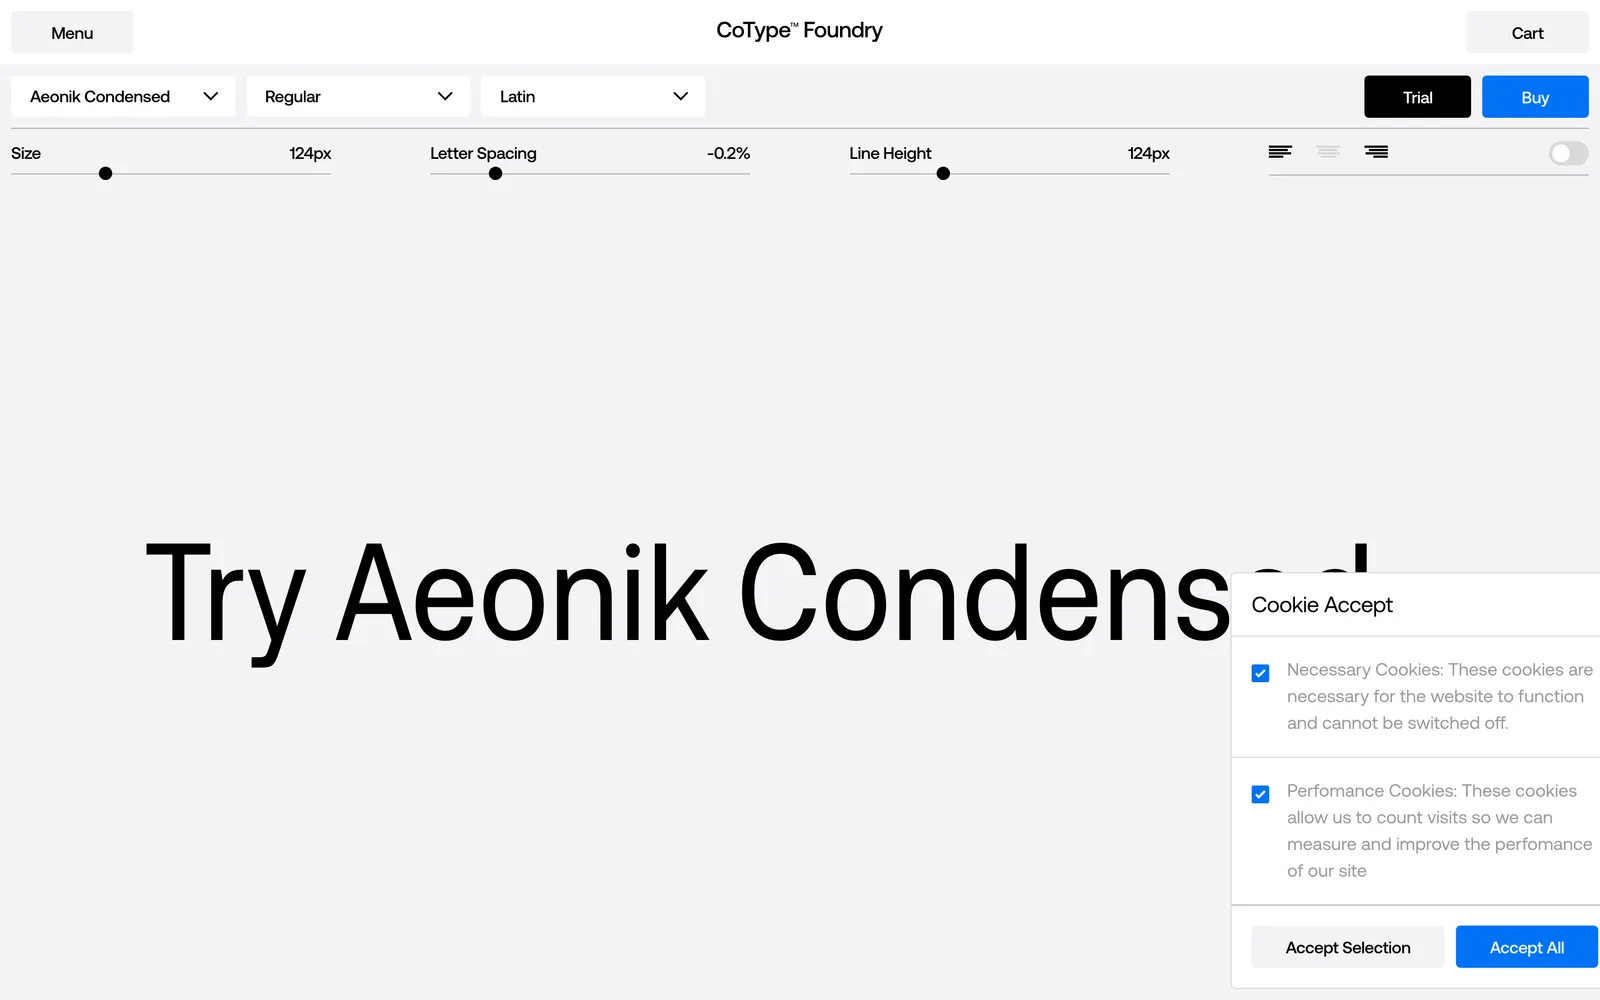 Menu
CoType™ Foundry
Cart
Aeonik Condensed
Regular
Latin
Trial
Buy
Size
124px
Letter Spacing
-0.2%
Line Height
124px
Try Aeonik Condensed
Cookie Accept
Necessary Cookies: These cookies are
necessary for the website to function
and cannot be switched off.
Perfomance Cookies: These cookies
allow us to count visits so we can
measure and improve the perfomance
of our site
Accept Selection
Accept All